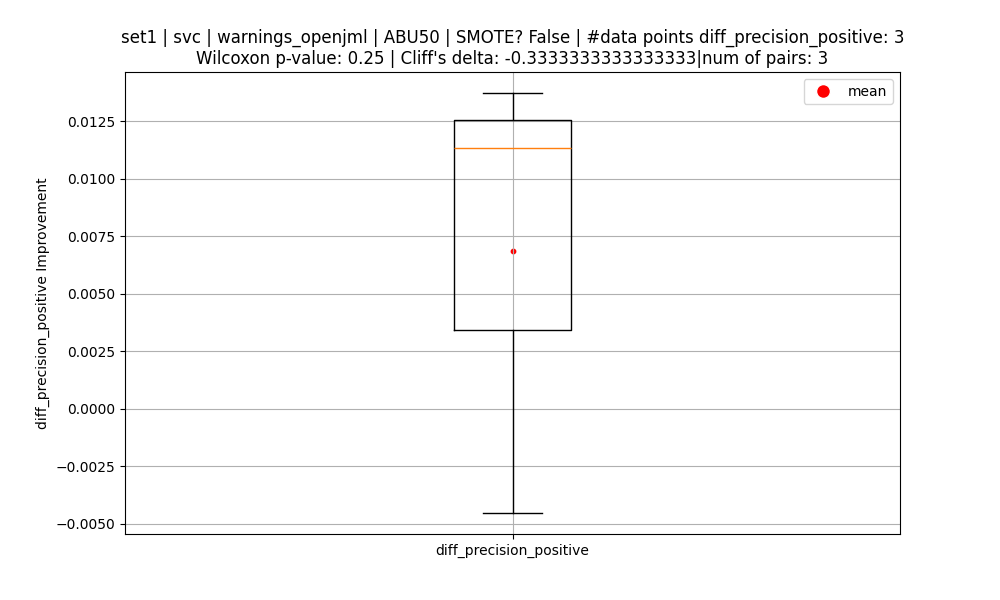 set1 | svc | warnings_openjml | ABU50 | SMOTE? False | #data points diff_precision_positive: 3
Wilcoxon p-value: 0.25 | Cliff's delta: -0.3333333333333333|num of pairs: 3
mean
0.0125
0.0100
0.0075
0.0050
0.0025
0.0000
−0.0025
−0.0050
diff_precision_positive Improvement
diff_precision_positive